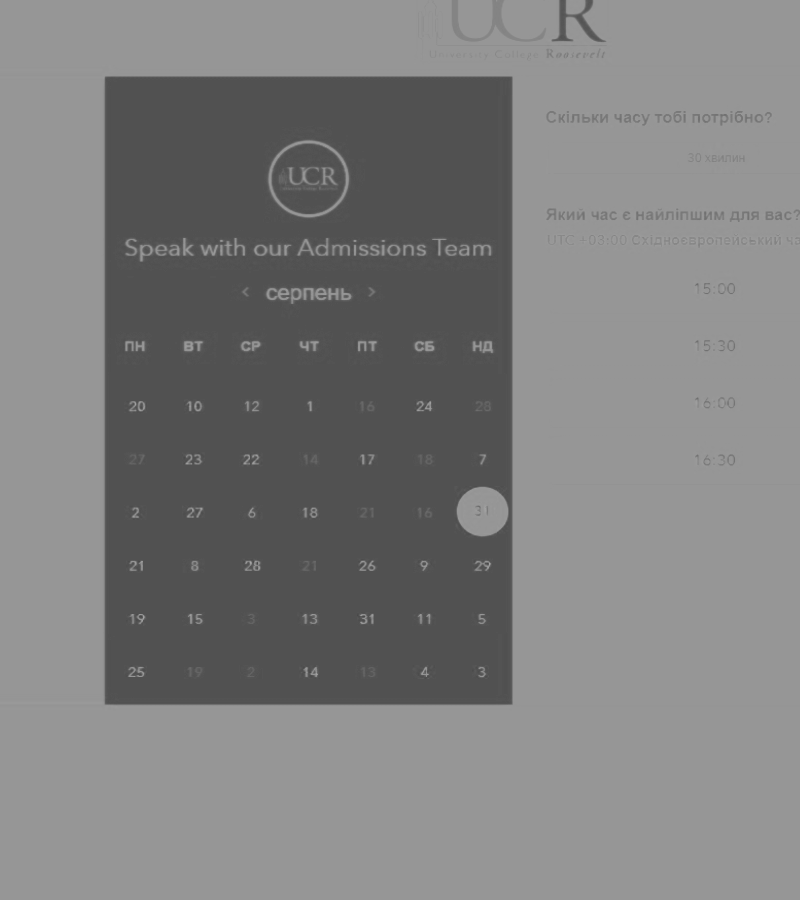 UCR
University College Roosevelt
UCR
Speak with our Admissions Team
< серпень >
ПН ВТ СР ЧТ ПТ СБ НД
20 10 12 1 16 24 28
27 23 22 14 17 18 7
2 27 6 18 21 16 31
21 8 28 21 26 9 29
19 15 3 13 31 11 5
25 19 2 14 13 4 3
Скільки часу тобі потрібно?
30 хвилин
Який час є найліпшим для вас?
UTC +03:00 Східноєвропейський ча
15:00
15:30
16:00
16:30